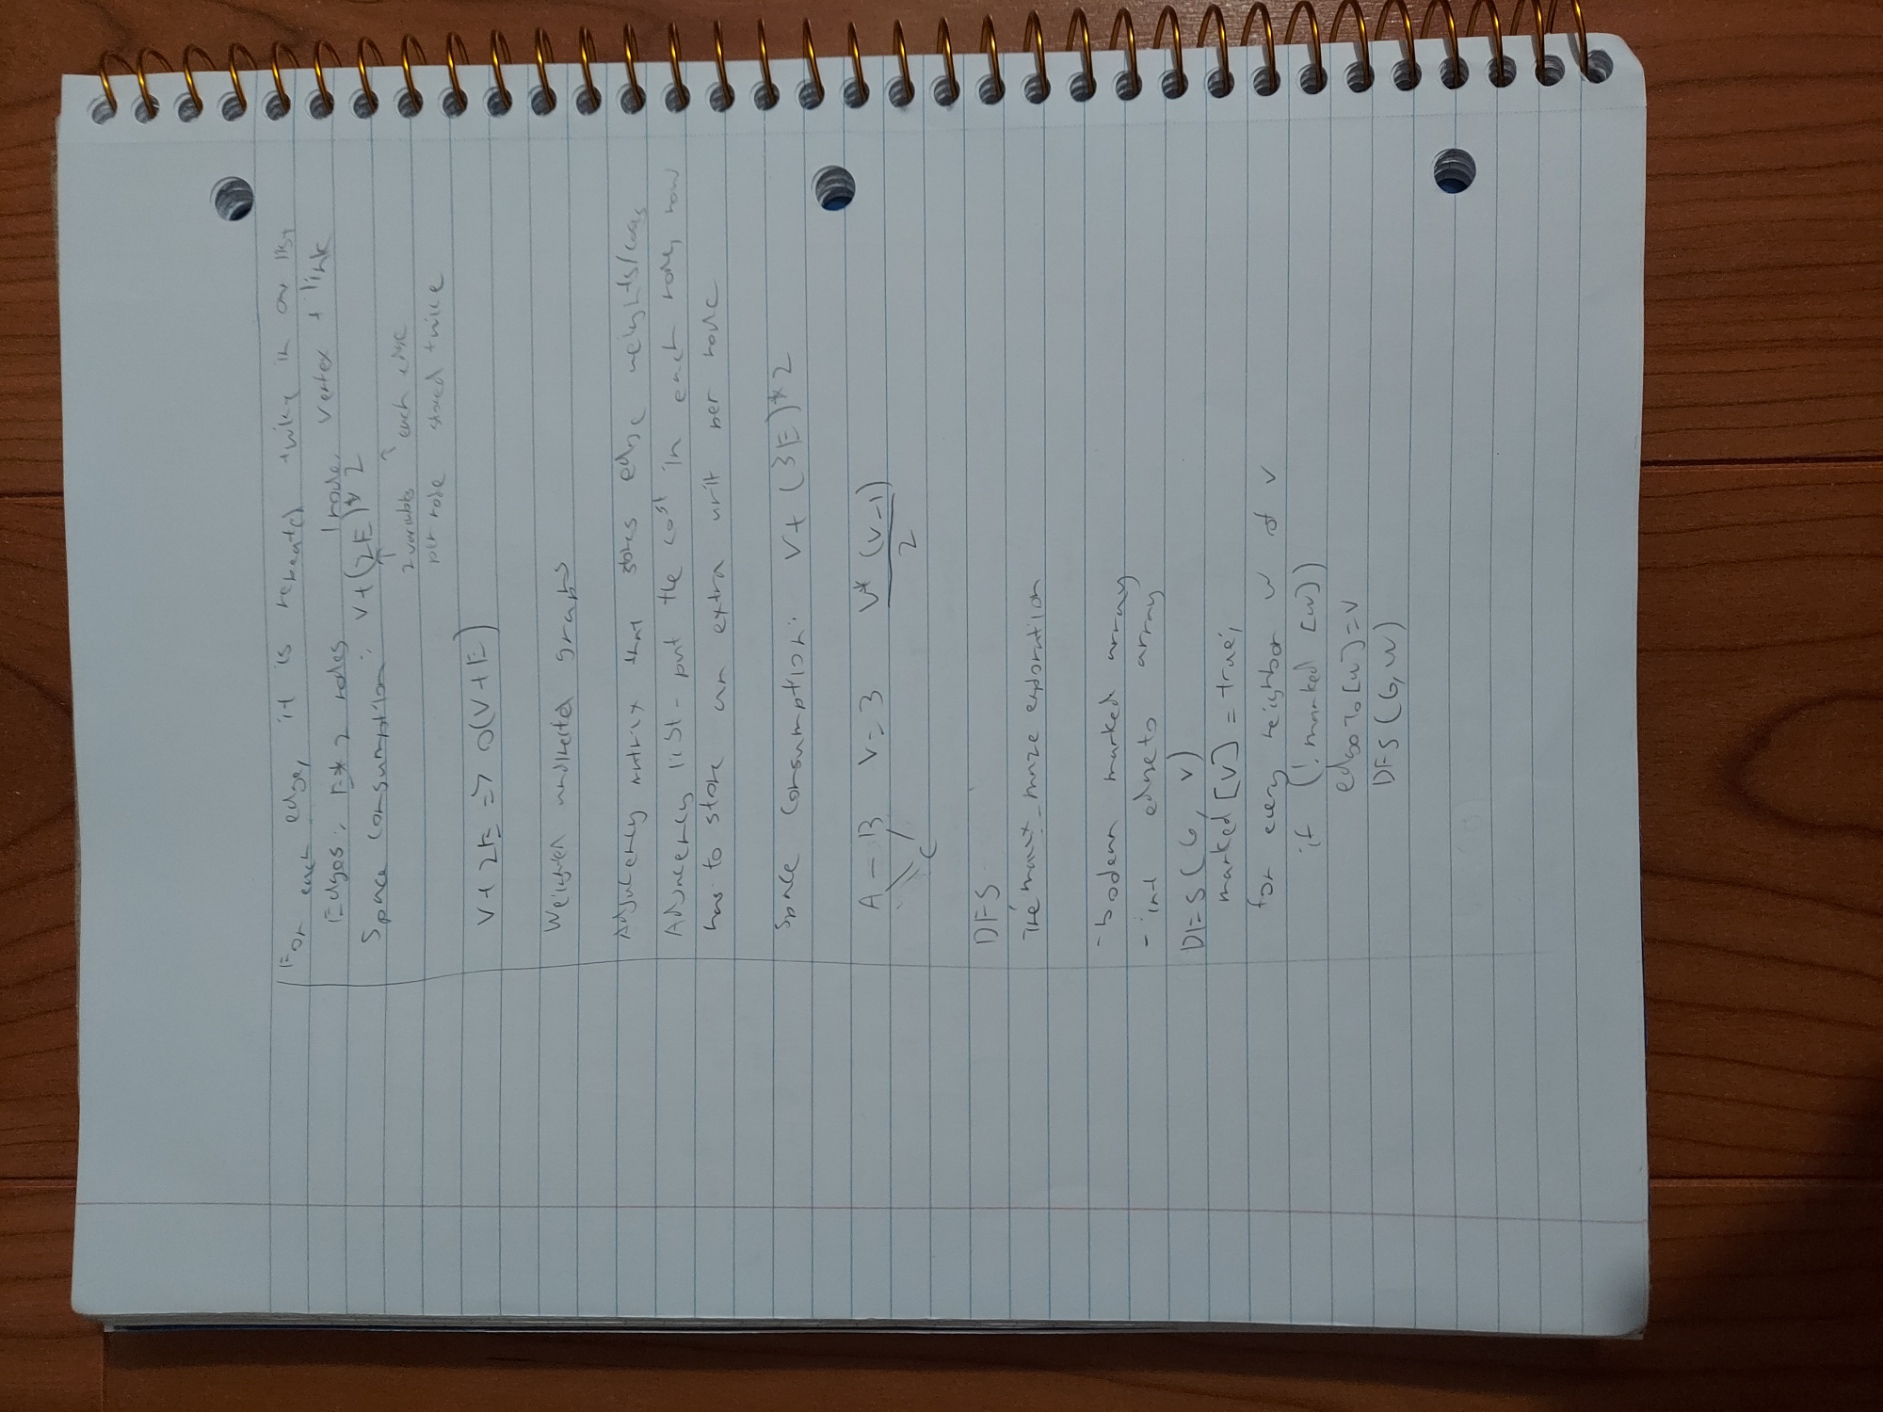 For each edge, it is repeated twice in our list
Edges: E * 2 nodes 1 node, vertex + link
Space consumption: V + (2E) * 2
↑ ↑
2 variables each edge
per node stored twice
V + 2E => O(V + E)
Weighted undirected graphs
Adjacency matrix that stores edge weights/costs
Adjacency list - put the cost in each node, now
has to store an extra unit per node
Space consumption: V + (3E) * 2
A - B V = 3 V * (V - 1)
C 2
DFS
maze exploration
- boolean marked array
- int edgeto array
DFS (G, V)
marked [V] = true;
for every neighbor w of v
if (! marked [w])
edgeTo [w] = v
DFS (G, W)